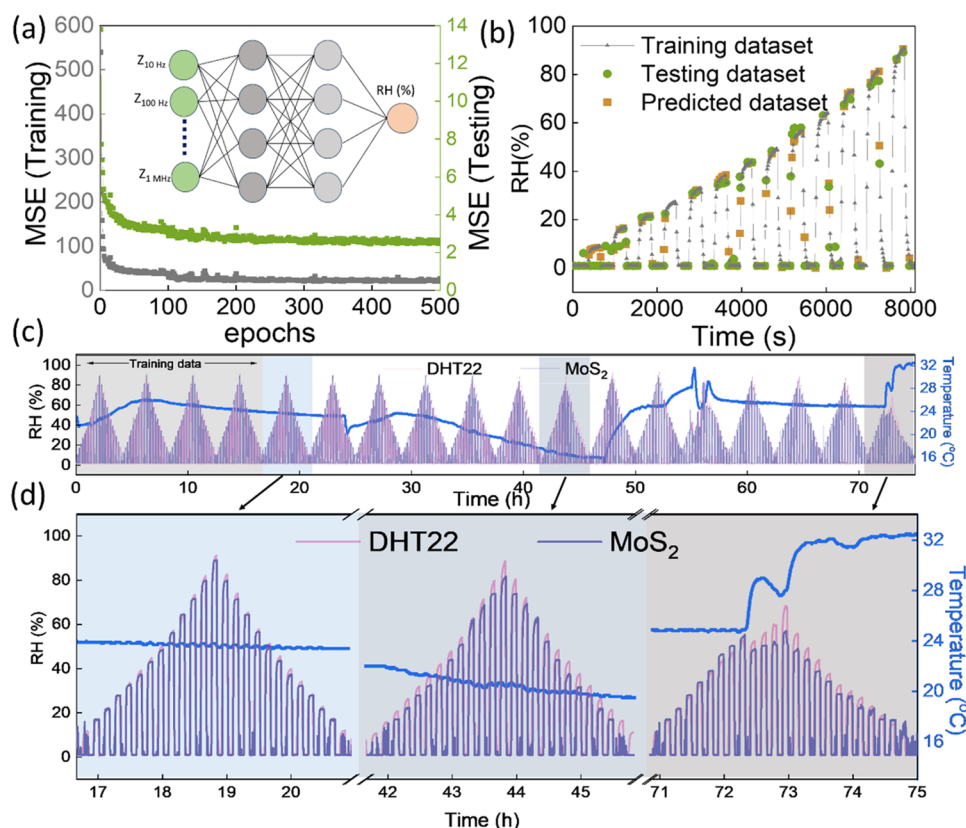 (a)
600
500
400
300
200
100
0
MSE (Training)
14
12
10
8
6
4
2
0
MSE (Testing)
0 100 200 300 400 500
epochs
Z10 Hz
Z100 Hz
Z1 MHz
RH (%)
(b)
100
80
60
40
20
0
RH(%)
Training dataset
Testing dataset
Predicted dataset
0 2000 4000 6000 8000
Time (s)
(c)
Training data
DHT22 MoS2
100
80
60
40
20
0
RH (%)
32
28
24
20
16
Temperature (ºC)
0 10 20 30 40 50 60 70
Time (h)
(d)
DHT22 MoS2
100
80
60
40
20
0
RH (%)
32
28
24
20
16
Temperature (ºC)
17 18 19 20 42 43 44 45 71 72 73 74 75
Time (h)